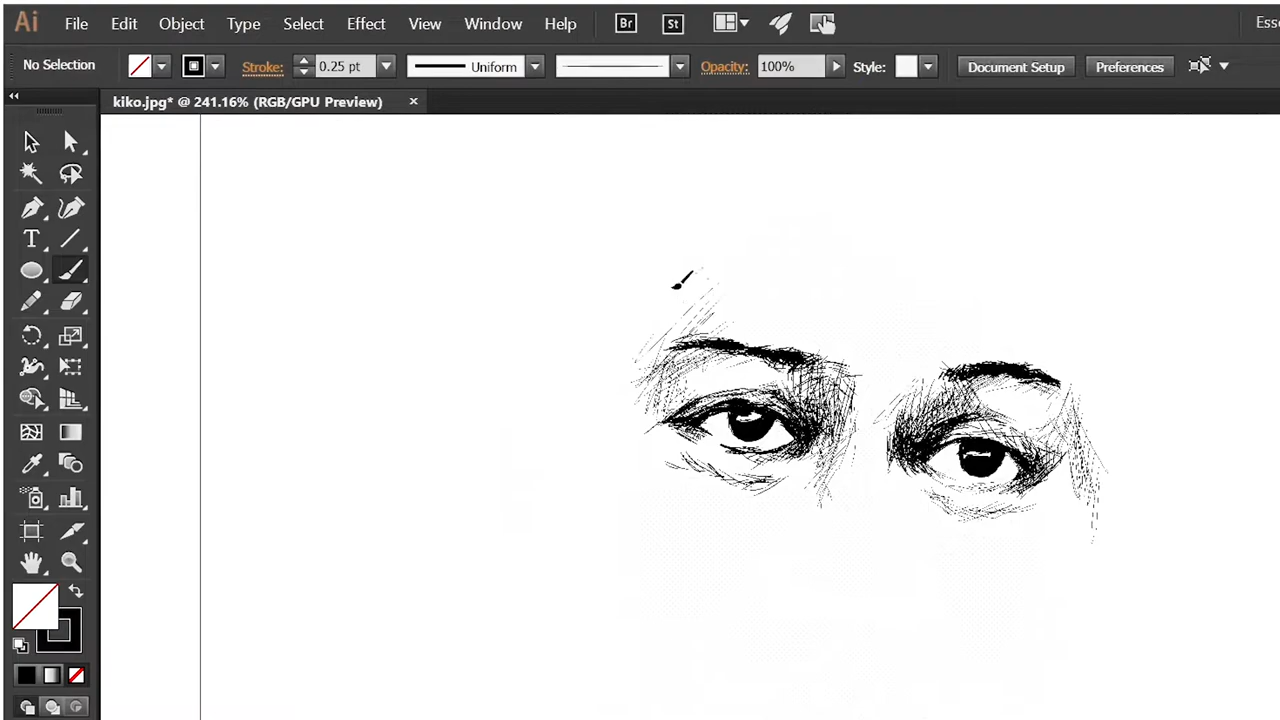 Ai File Edit Object Type Select Effect View Window Help Br St Esse
No Selection Stroke: 0.25 pt Uniform Opacity: 100% Style: Document Setup Preferences
kiko.jpg* @ 241.16% (RGB/GPU Preview) ×
T